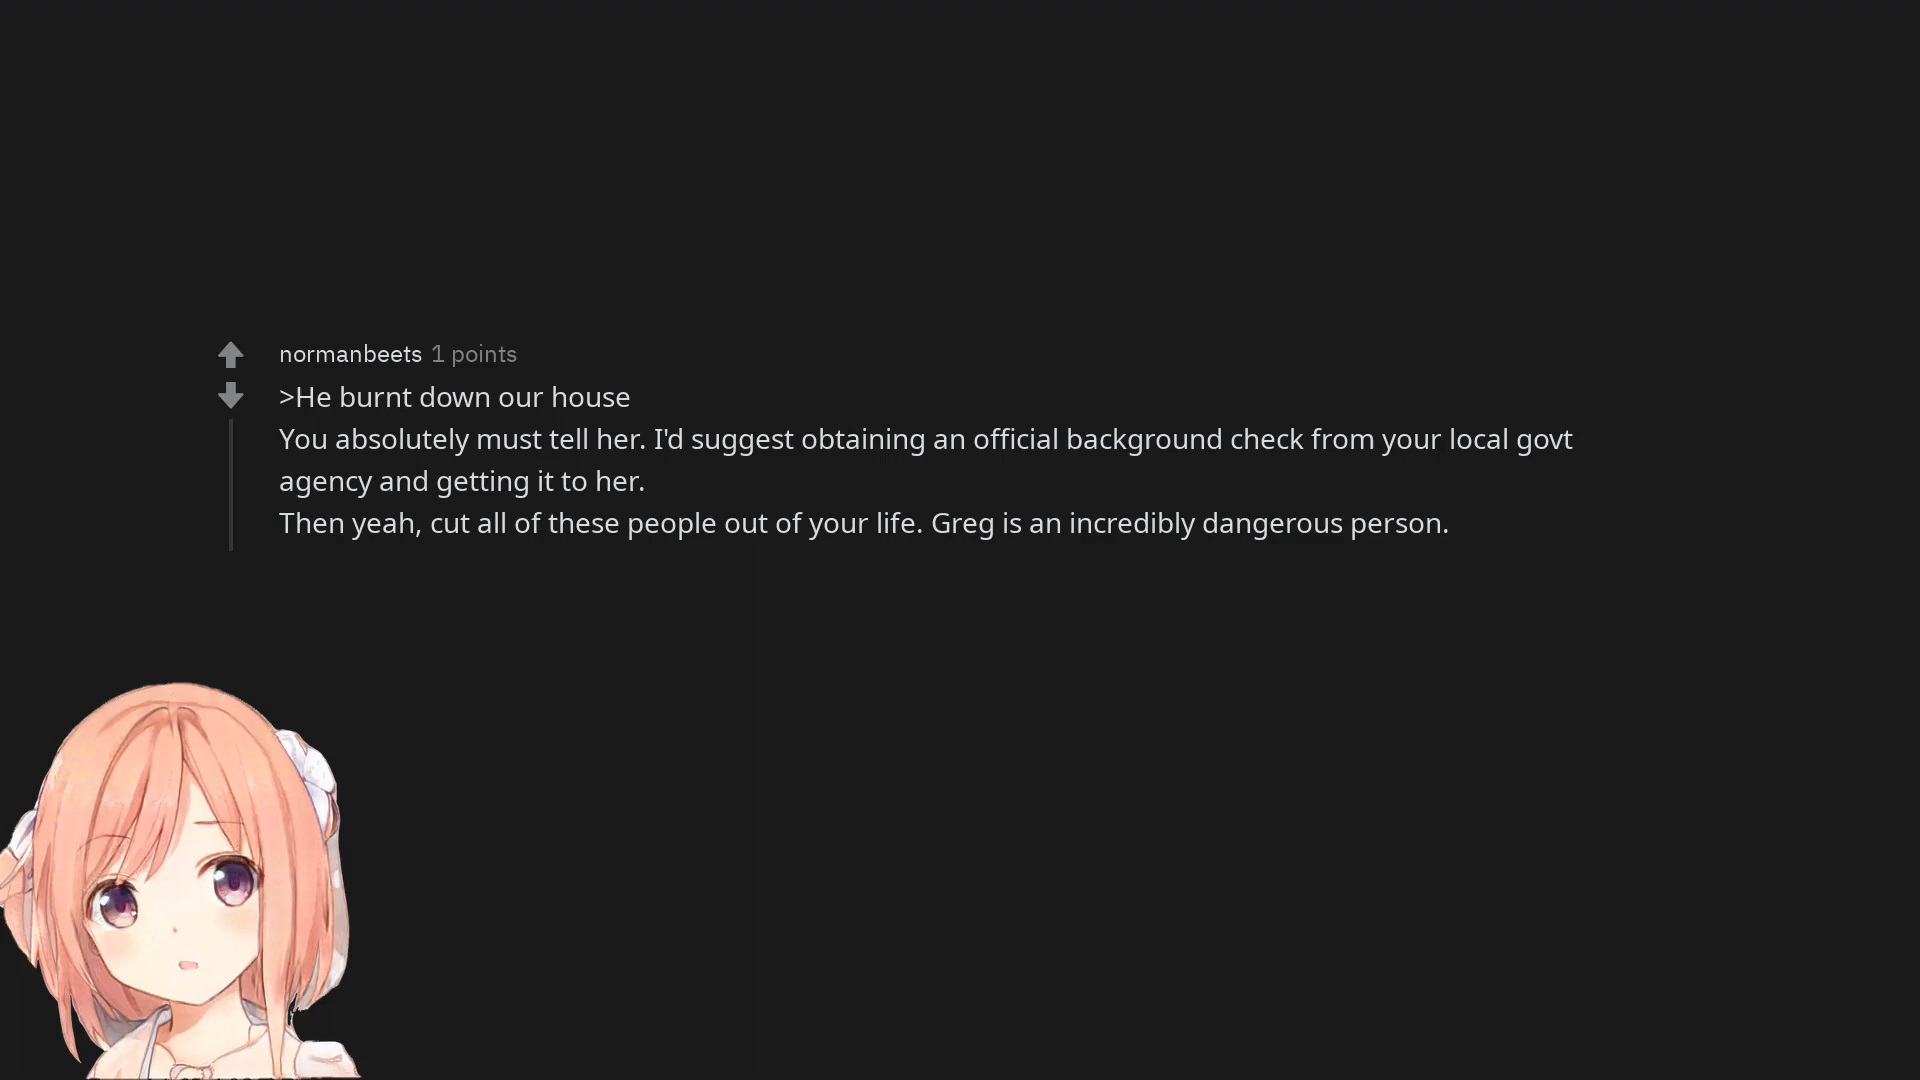 normanbeets 1 points
>He burnt down our house
You absolutely must tell her. I'd suggest obtaining an official background check from your local govt
agency and getting it to her.
Then yeah, cut all of these people out of your life. Greg is an incredibly dangerous person.